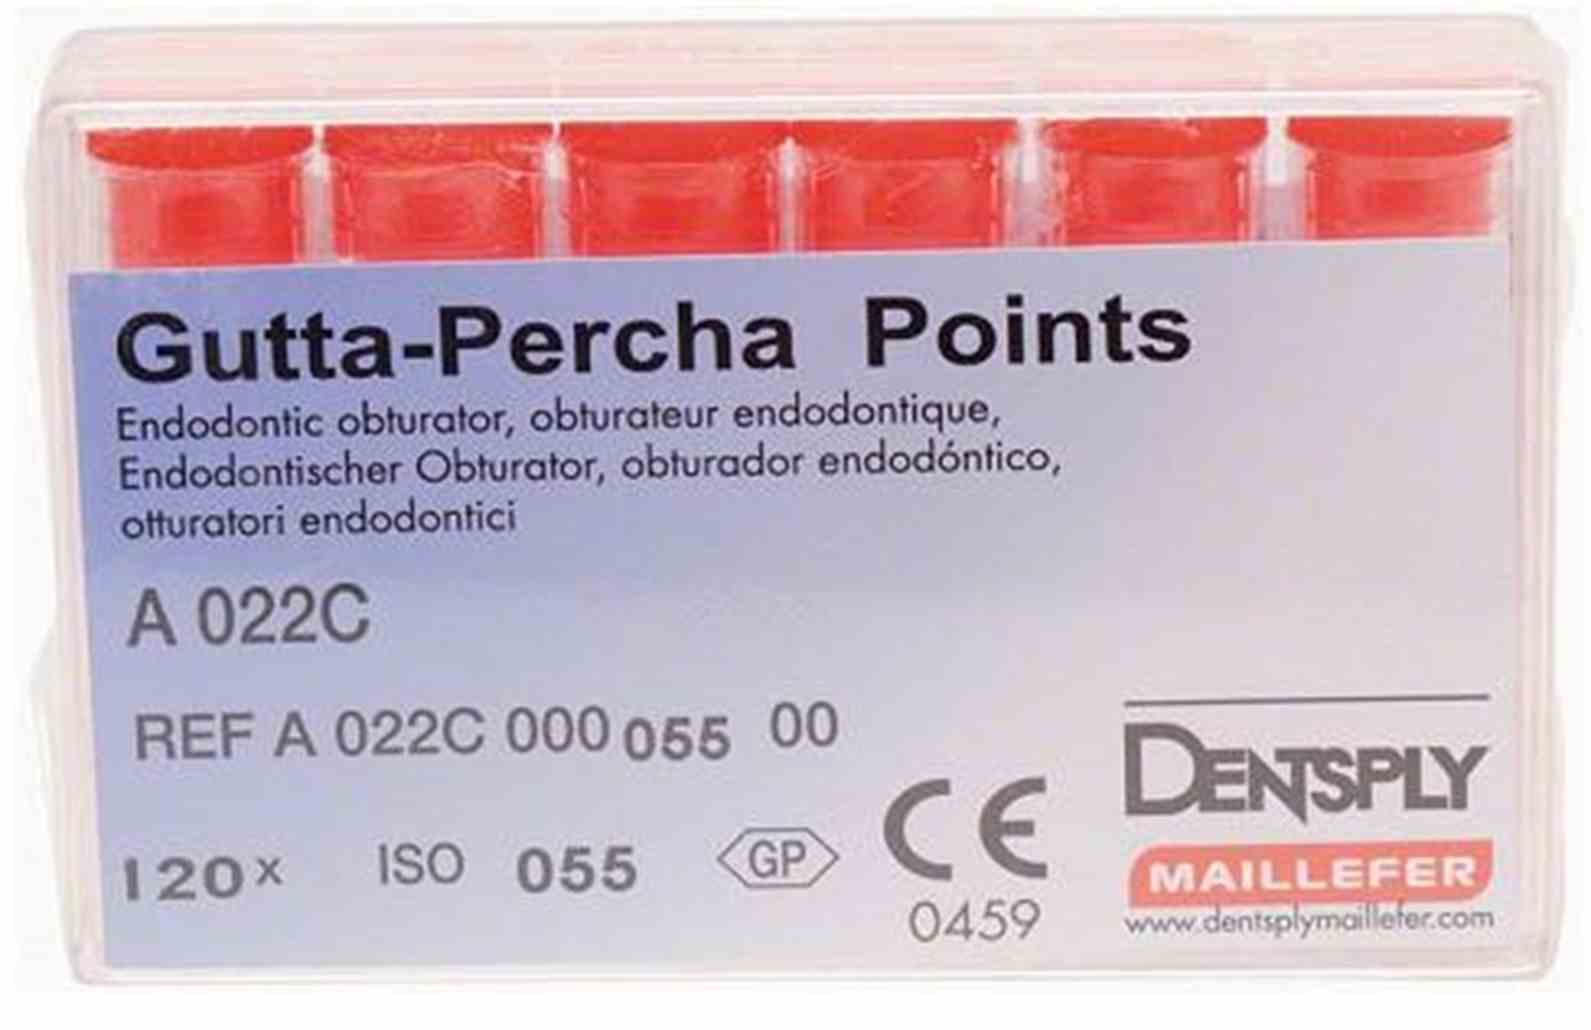 Gutta-Percha Points
Endodontic obturator, obturateur endodontique,
Endodontischer Obturator, obturador endodóntico,
otturatori endodontici
A 022C
REF A 022C 000 055 00
120 x ISO 055 GP CE
0459
DENTSPLY
MAILLEFER
www.dentsplymaillefer.com